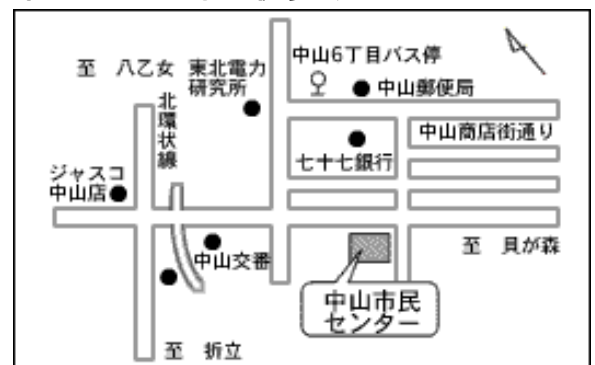 中山6丁目バス停
至 八乙女
東北電力
研究所
中山郵便局
北環状線
中山商店街通り
七十七銀行
ジャスコ
中山店
中山交番
至 貝が森
中山市民
センター
至 折立